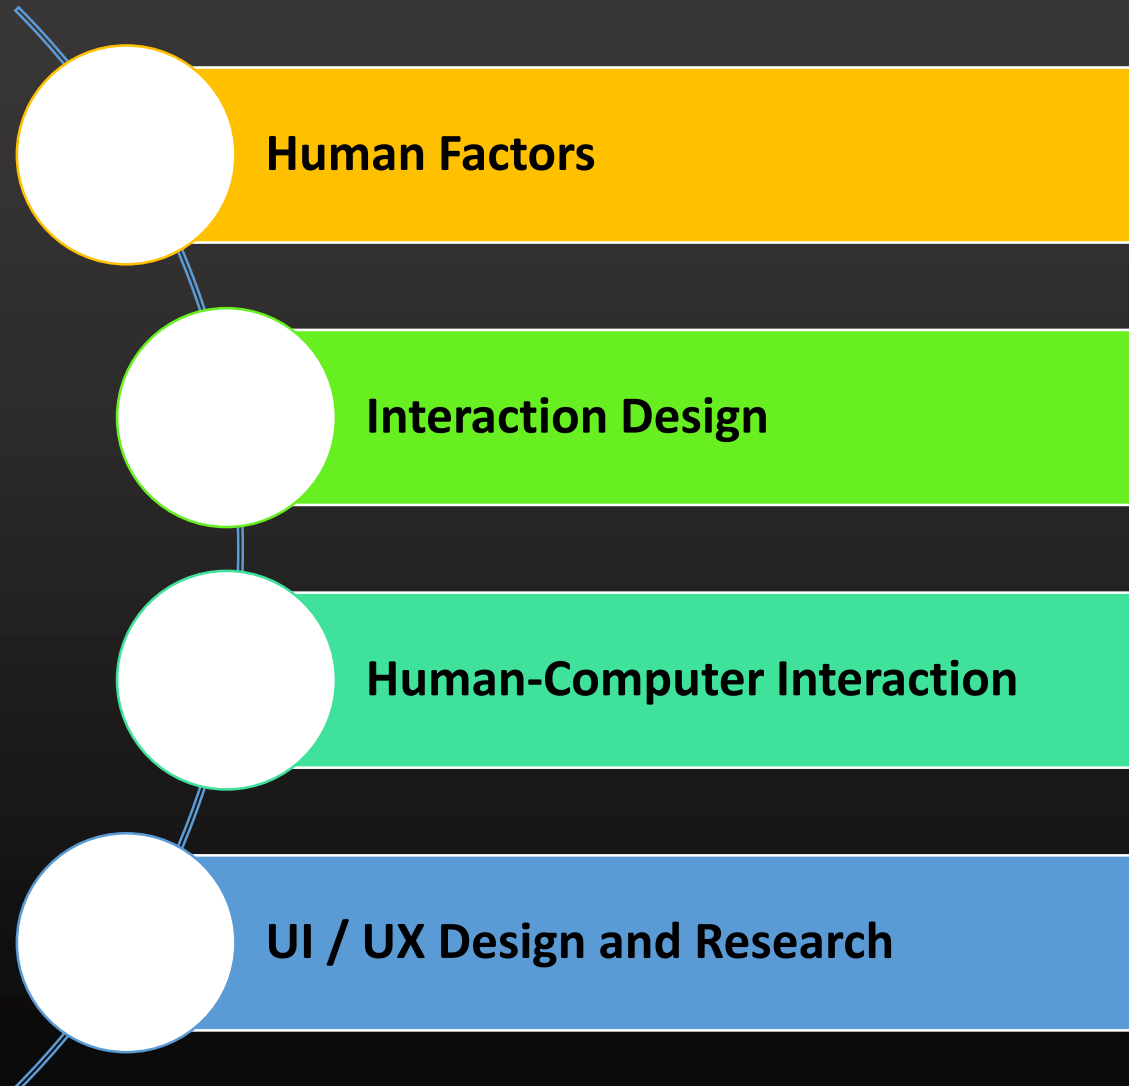 Human Factors
Interaction Design
Human-Computer Interaction
UI / UX Design and Research